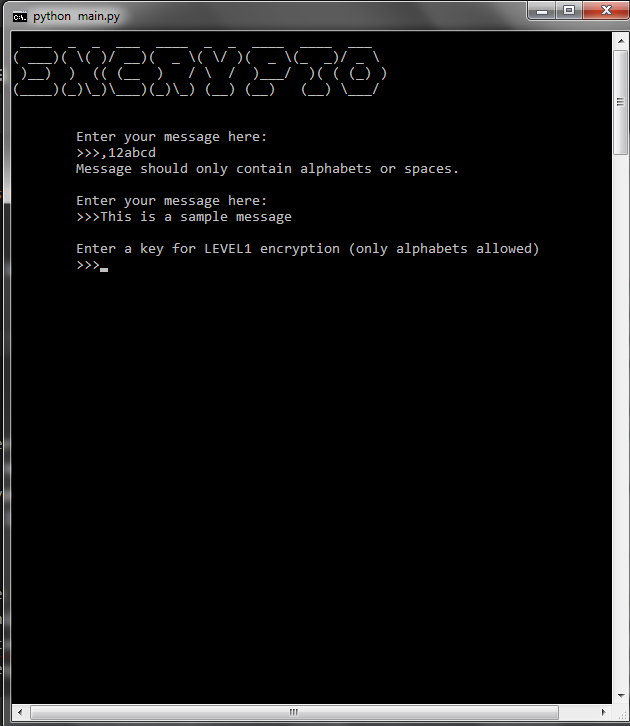 python main.py
ENCRYPTO
Enter your message here:
>>>,12abcd
Message should only contain alphabets or spaces.
Enter your message here:
>>>This is a sample message
Enter a key for LEVEL1 encryption (only alphabets allowed)
>>>